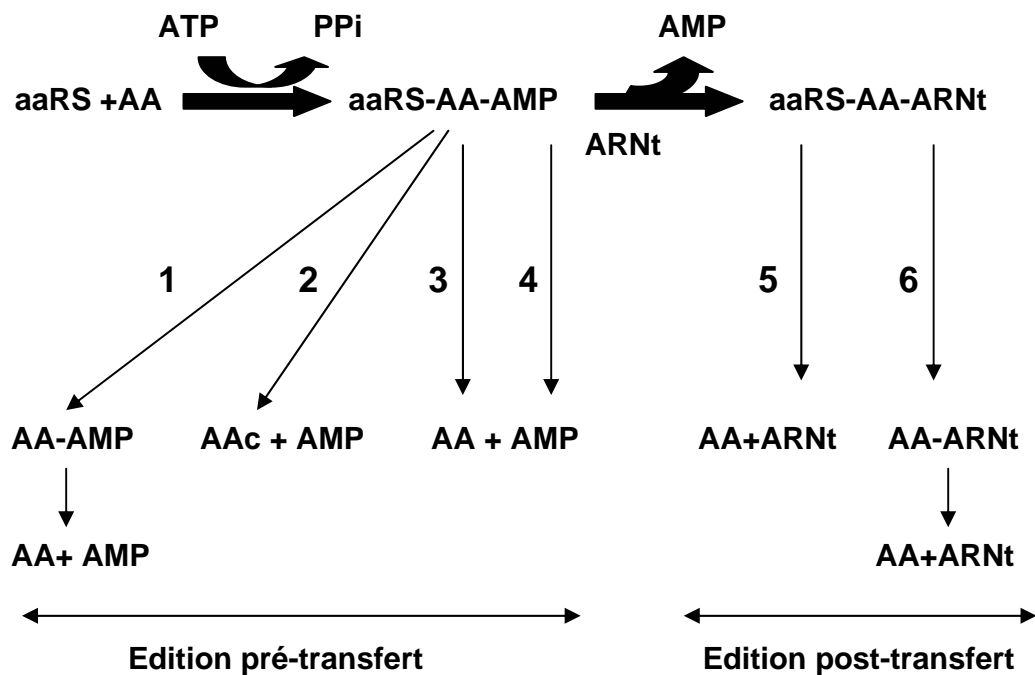 ATP PPi AMP
aaRS +AA aaRS-AA-AMP aaRS-AA-ARNt
ARNt
1 2 3 4 5 6
AA-AMP AAc + AMP AA + AMP AA+ARNt AA-ARNt
AA+ AMP AA+ARNt
Edition pré-transfert Edition post-transfert